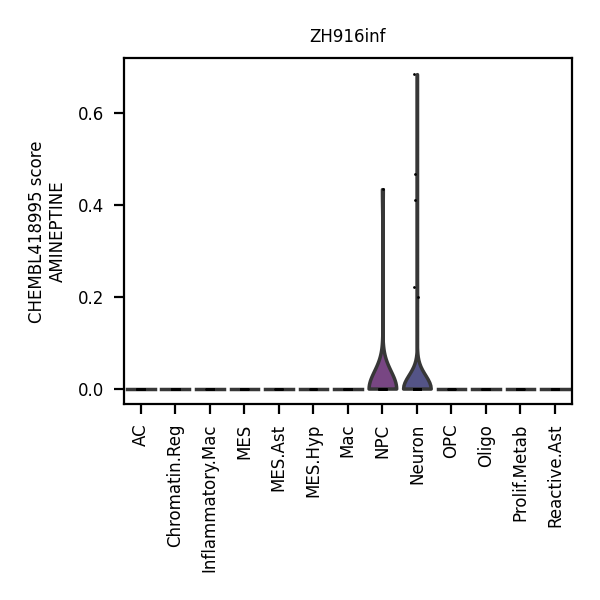 ZH916inf
CHEMBL418995 score
AMINEPTINE
0.6
0.4
0.2
0.0
AC
Chromatin.Reg
Inflammatory.Mac
MES
MES.Ast
MES.Hyp
Mac
NPC
Neuron
OPC
Oligo
Prolif.Metab
Reactive.Ast